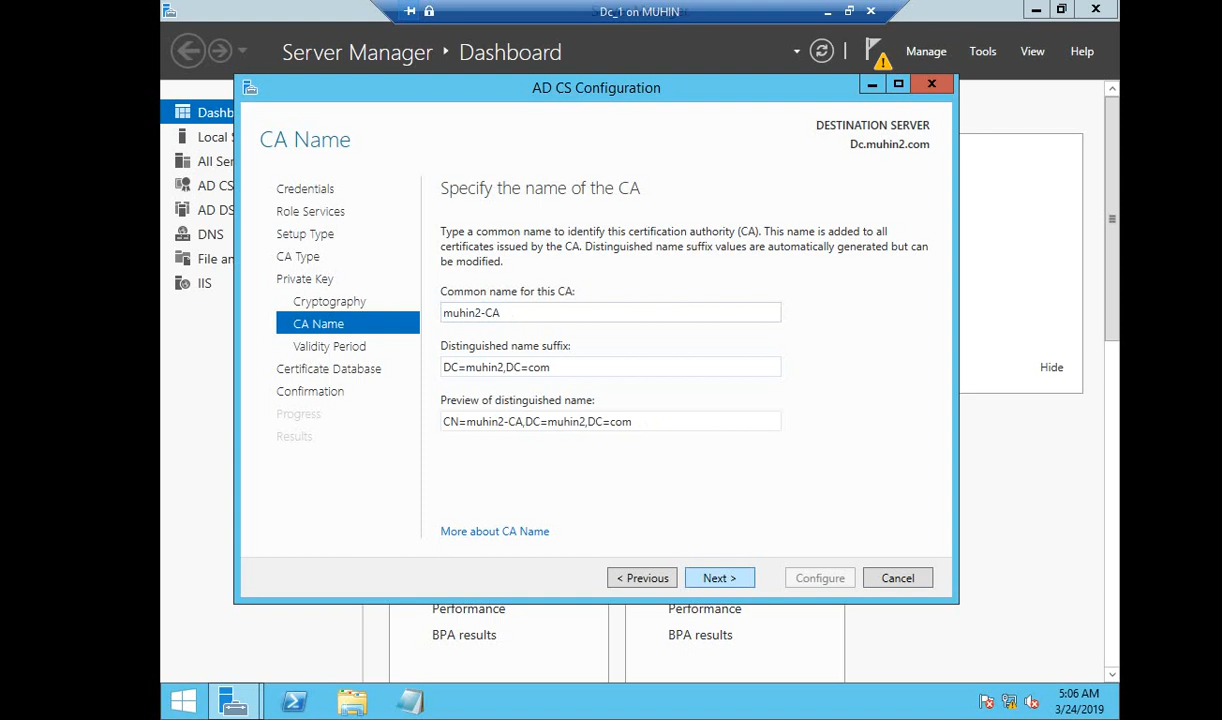 Dc_1 on MUHIN
Server Manager ‣ Dashboard
Manage
Tools
View
Help
Dashb
Local
All Ser
AD CS
AD DS
DNS
File an
IIS
AD CS Configuration
CA Name
DESTINATION SERVER
Dc.muhin2.com
Credentials
Role Services
Setup Type
CA Type
Private Key
Cryptography
CA Name
Validity Period
Certificate Database
Confirmation
Progress
Results
Specify the name of the CA
Type a common name to identify this certification authority (CA). This name is added to all
certificates issued by the CA. Distinguished name suffix values are automatically generated but can
be modified.
Common name for this CA:
muhin2-CA
Distinguished name suffix:
DC=muhin2,DC=com
Preview of distinguished name:
CN=muhin2-CA,DC=muhin2,DC=com
More about CA Name
< Previous
Next >
Configure
Cancel
Hide
Performance
BPA results
Performance
BPA results
5:06 AM
3/24/2019